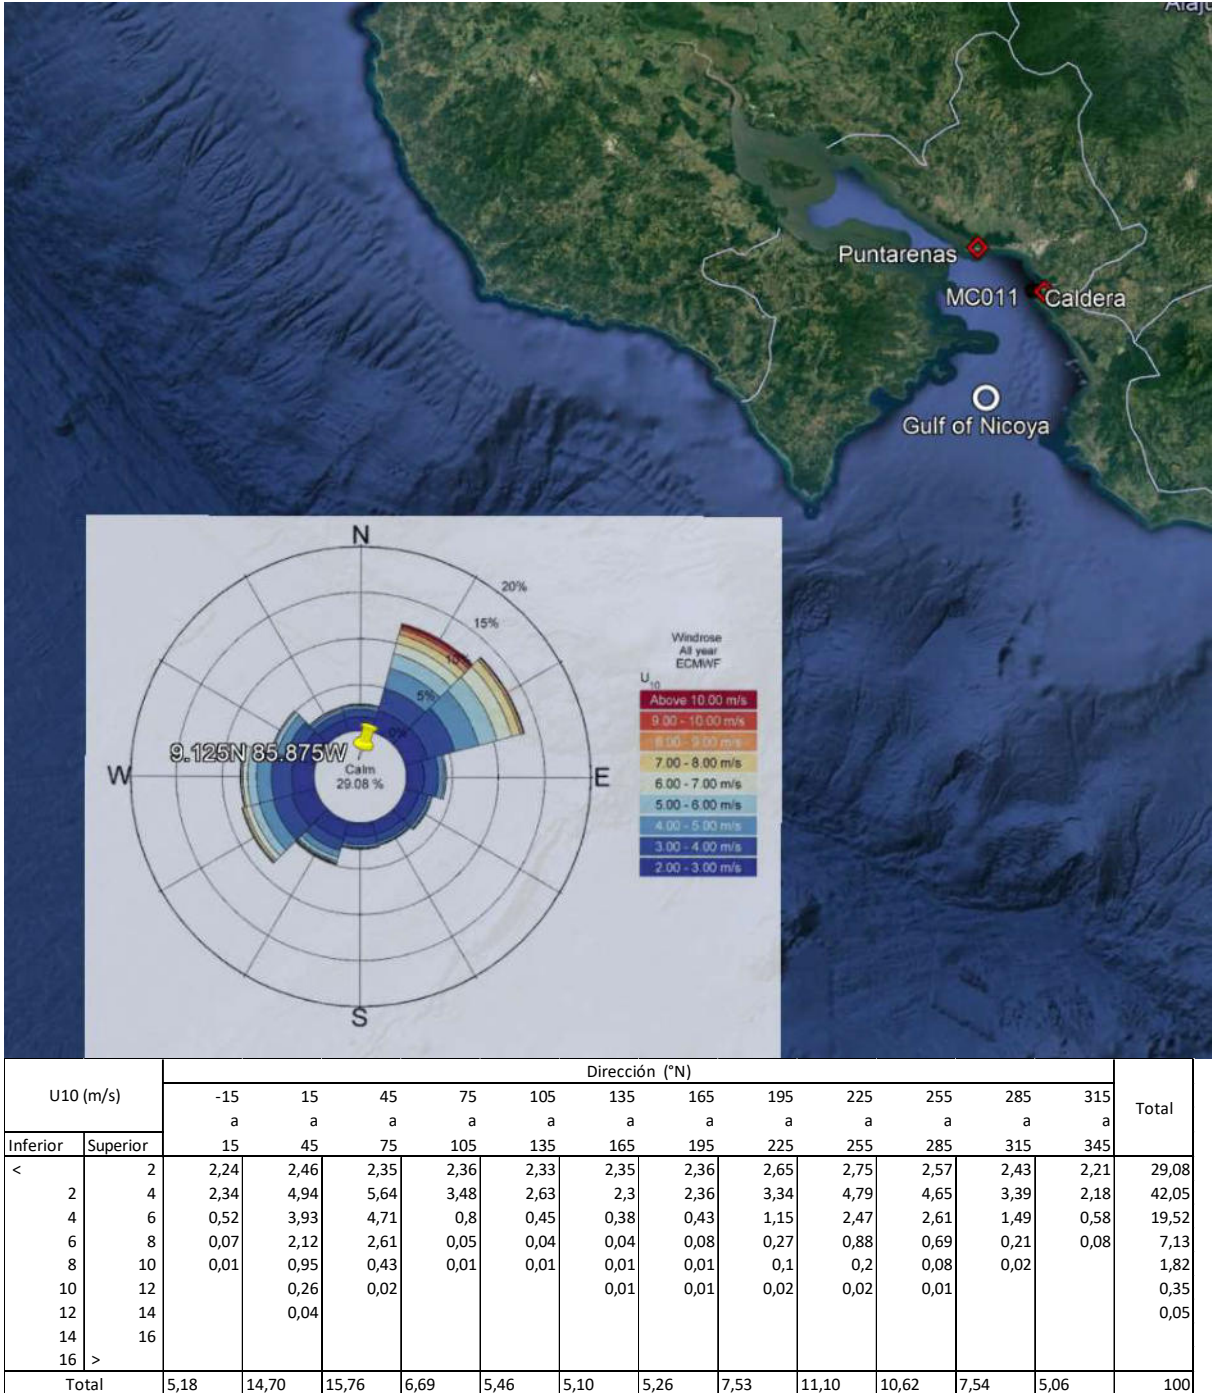 Alaju
Puntarenas
MC011
Caldera
Gulf of Nicoya
N
20%
15%
10%
5%
0%
9.125N 85.875W
W
E
S
Calm
29.08 %
Windrose
All year
ECMWF
U10
Above 10.00 m/s
9.00 - 10.00 m/s
8.00 - 9.00 m/s
7.00 - 8.00 m/s
6.00 - 7.00 m/s
5.00 - 6.00 m/s
4.00 - 5.00 m/s
3.00 - 4.00 m/s
2.00 - 3.00 m/s
U10 (m/s) Dirección (°N) Total
-15 15 45 75 105 135 165 195 225 255 285 315
a a a a a a a a a a a a
Inferior Superior 15 45 75 105 135 165 195 225 255 285 315 345
< 2 2,24 2,46 2,35 2,36 2,33 2,35 2,36 2,65 2,75 2,57 2,43 2,21 29,08
2 4 2,34 4,94 5,64 3,48 2,63 2,3 2,36 3,34 4,79 4,65 3,39 2,18 42,05
4 6 0,52 3,93 4,71 0,8 0,45 0,38 0,43 1,15 2,47 2,61 1,49 0,58 19,52
6 8 0,07 2,12 2,61 0,05 0,04 0,04 0,08 0,27 0,88 0,69 0,21 0,08 7,13
8 10 0,01 0,95 0,43 0,01 0,01 0,01 0,01 0,1 0,2 0,08 0,02 1,82
10 12 0,26 0,02 0,01 0,01 0,02 0,02 0,01 0,35
12 14 0,04 0,05
14 16
16 >
Total 5,18 14,70 15,76 6,69 5,46 5,10 5,26 7,53 11,10 10,62 7,54 5,06 100